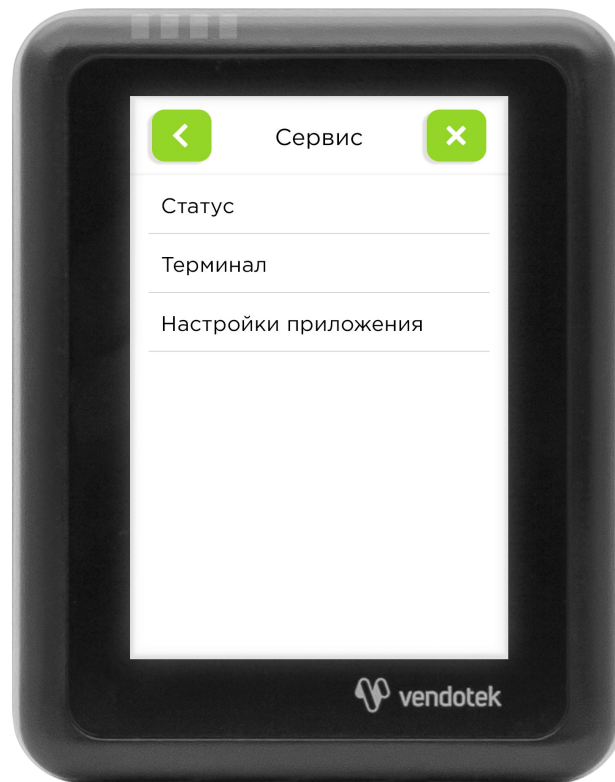 Сервис
Статус
Терминал
Настройки приложения
vendotek